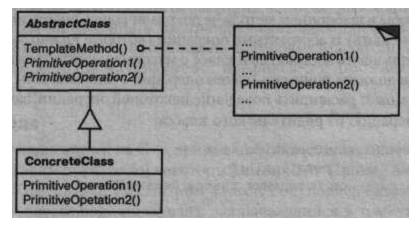 AbstractClass
TemplateMethod()
PrimitiveOperation1()
PrimitiveOperation2()
...
PrimitiveOperation1()
...
PrimitiveOperation2()
ConcreteClass
PrimitiveOperation1()
PrimitiveOpetation2()